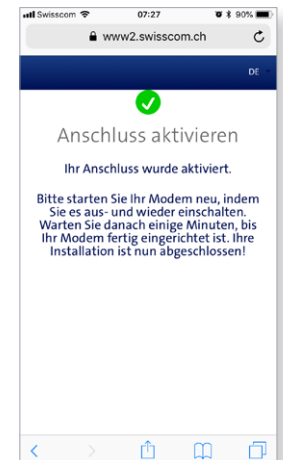 Swisscom 07:27 90%
www2.swisscom.ch
DE
Anschluss aktivieren
Ihr Anschluss wurde aktiviert.
Bitte starten Sie Ihr Modem neu, indem
Sie es aus- und wieder einschalten.
Warten Sie danach einige Minuten, bis
Ihr Modem fertig eingerichtet ist. Ihre
Installation ist nun abgeschlossen!